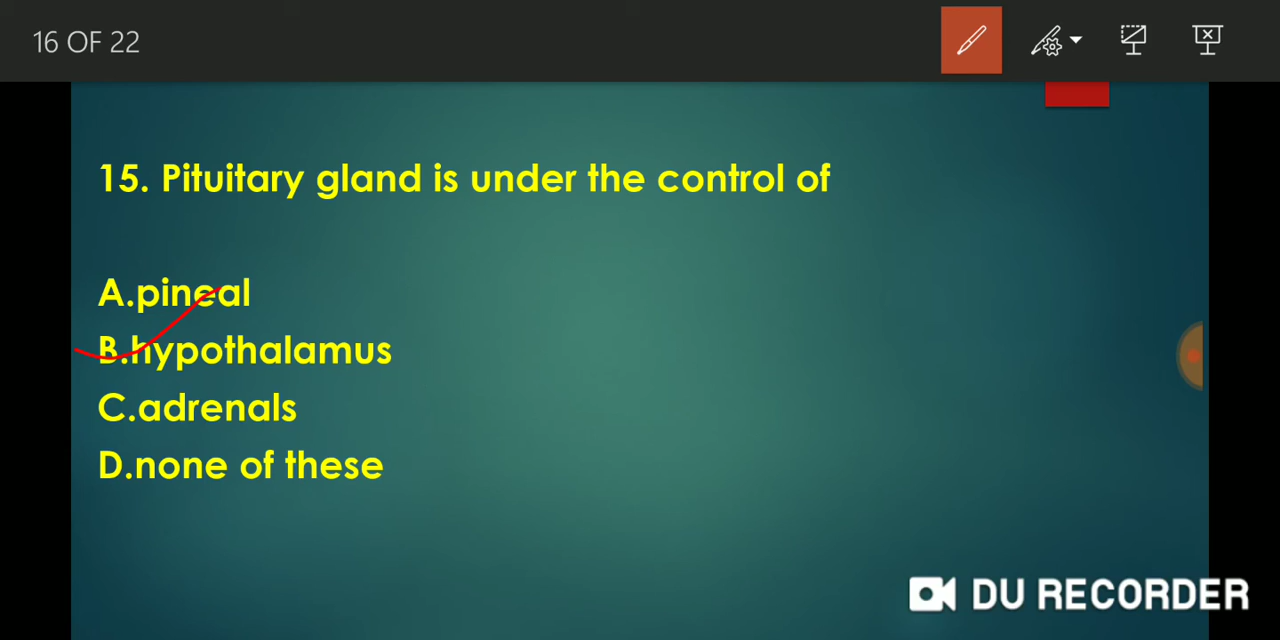 16 OF 22
15. Pituitary gland is under the control of
A.pineal
B.hypothalamus
C.adrenals
D.none of these
DU RECORDER